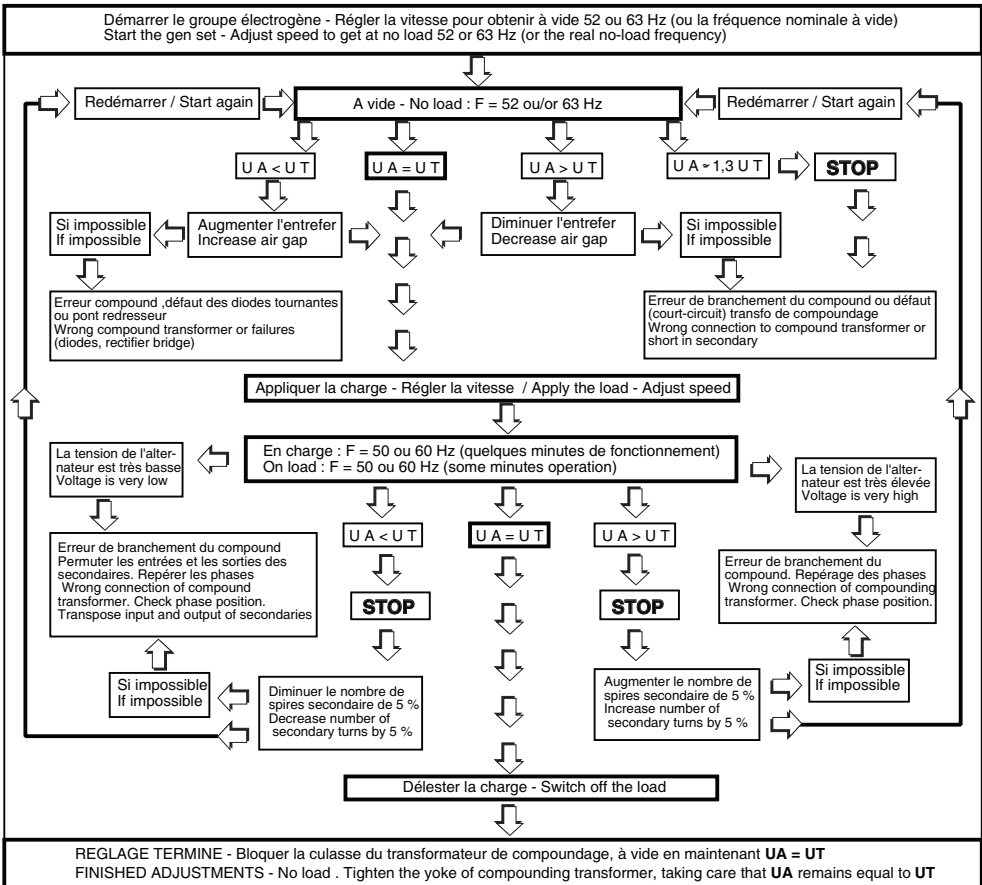 Démarrer le groupe électrogène - Régler la vitesse pour obtenir à vide 52 ou 63 Hz (ou la fréquence nominale à vide)
Start the gen set - Adjust speed to get at no load 52 or 63 Hz (or the real no-load frequency)
Redémarrer / Start again
A vide - No load : F = 52 ou/or 63 Hz
Redémarrer / Start again
U A < U T
U A = U T
U A > U T
U A ~ 1,3 U T
STOP
Si impossible
If impossible
Augmenter l'entrefer
Increase air gap
Diminuer l'entrefer
Decrease air gap
Si impossible
If impossible
Erreur compound ,défaut des diodes tournantes
ou pont redresseur
Wrong compound transformer or failures
(diodes, rectifier bridge)
Erreur de branchement du compound ou défaut
(court-circuit) transfo de compoundage
Wrong connection to compound transformer or
short in secondary
Appliquer la charge - Régler la vitesse / Apply the load - Adjust speed
En charge : F = 50 ou 60 Hz (quelques minutes de fonctionnement)
On load : F = 50 ou 60 Hz (some minutes operation)
La tension de l'alter-
nateur est très basse
Voltage is very low
La tension de l'alter-
nateur est très élevée
Voltage is very high
U A < U T
U A = U T
U A > U T
Erreur de branchement du compound
Permuter les entrées et les sorties des
secondaires. Repérer les phases
Wrong connection of compound
transformer. Check phase position.
Transpose input and output of secondaries
STOP
STOP
Erreur de branchement du
compound. Repérage des phases
Wrong connection of compounding
transformer. Check phase position.
Si impossible
If impossible
Diminuer le nombre de
spires secondaire de 5 %
Decrease number of
secondary turns by 5 %
Augmenter le nombre de
spires secondaire de 5 %
Increase number of
secondary turns by 5 %
Si impossible
If impossible
Délester la charge - Switch off the load
REGLAGE TERMINE - Bloquer la culasse du transformateur de compoundage, à vide en maintenant UA = UT
FINISHED ADJUSTMENTS - No load . Tighten the yoke of compounding transformer, taking care that UA remains equal to UT